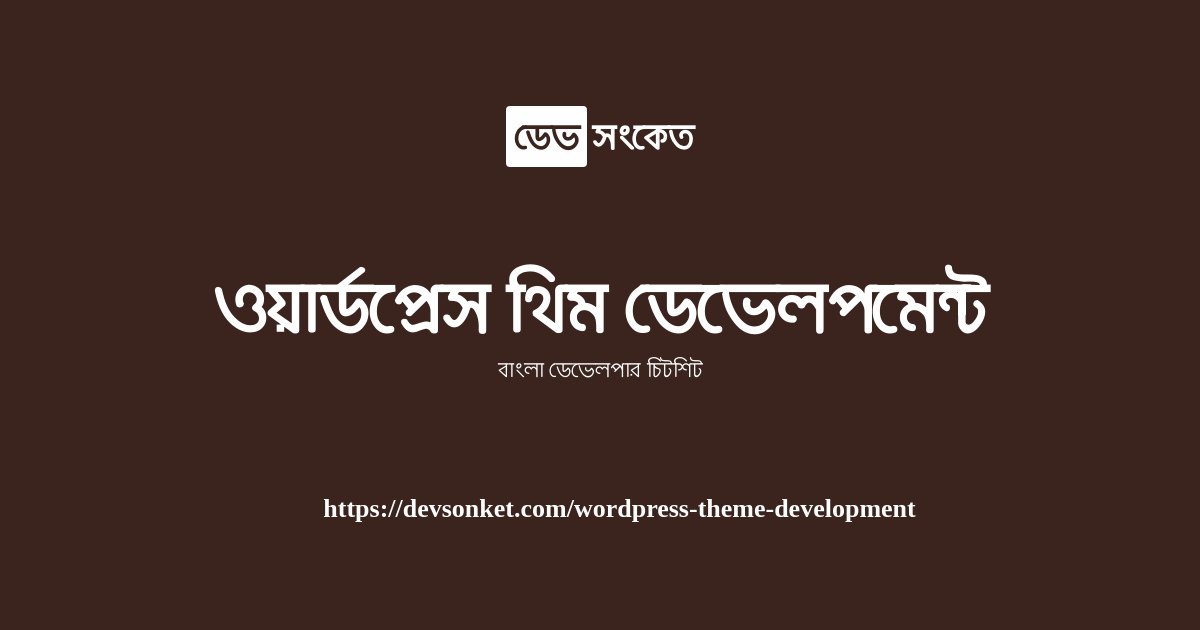 ডেভ সংকেত
ওয়ার্ডপ্রেস থিম ডেভেলপমেন্ট
বাংলা ডেভেলপার চিটশিট
https://devsonket.com/wordpress-theme-development